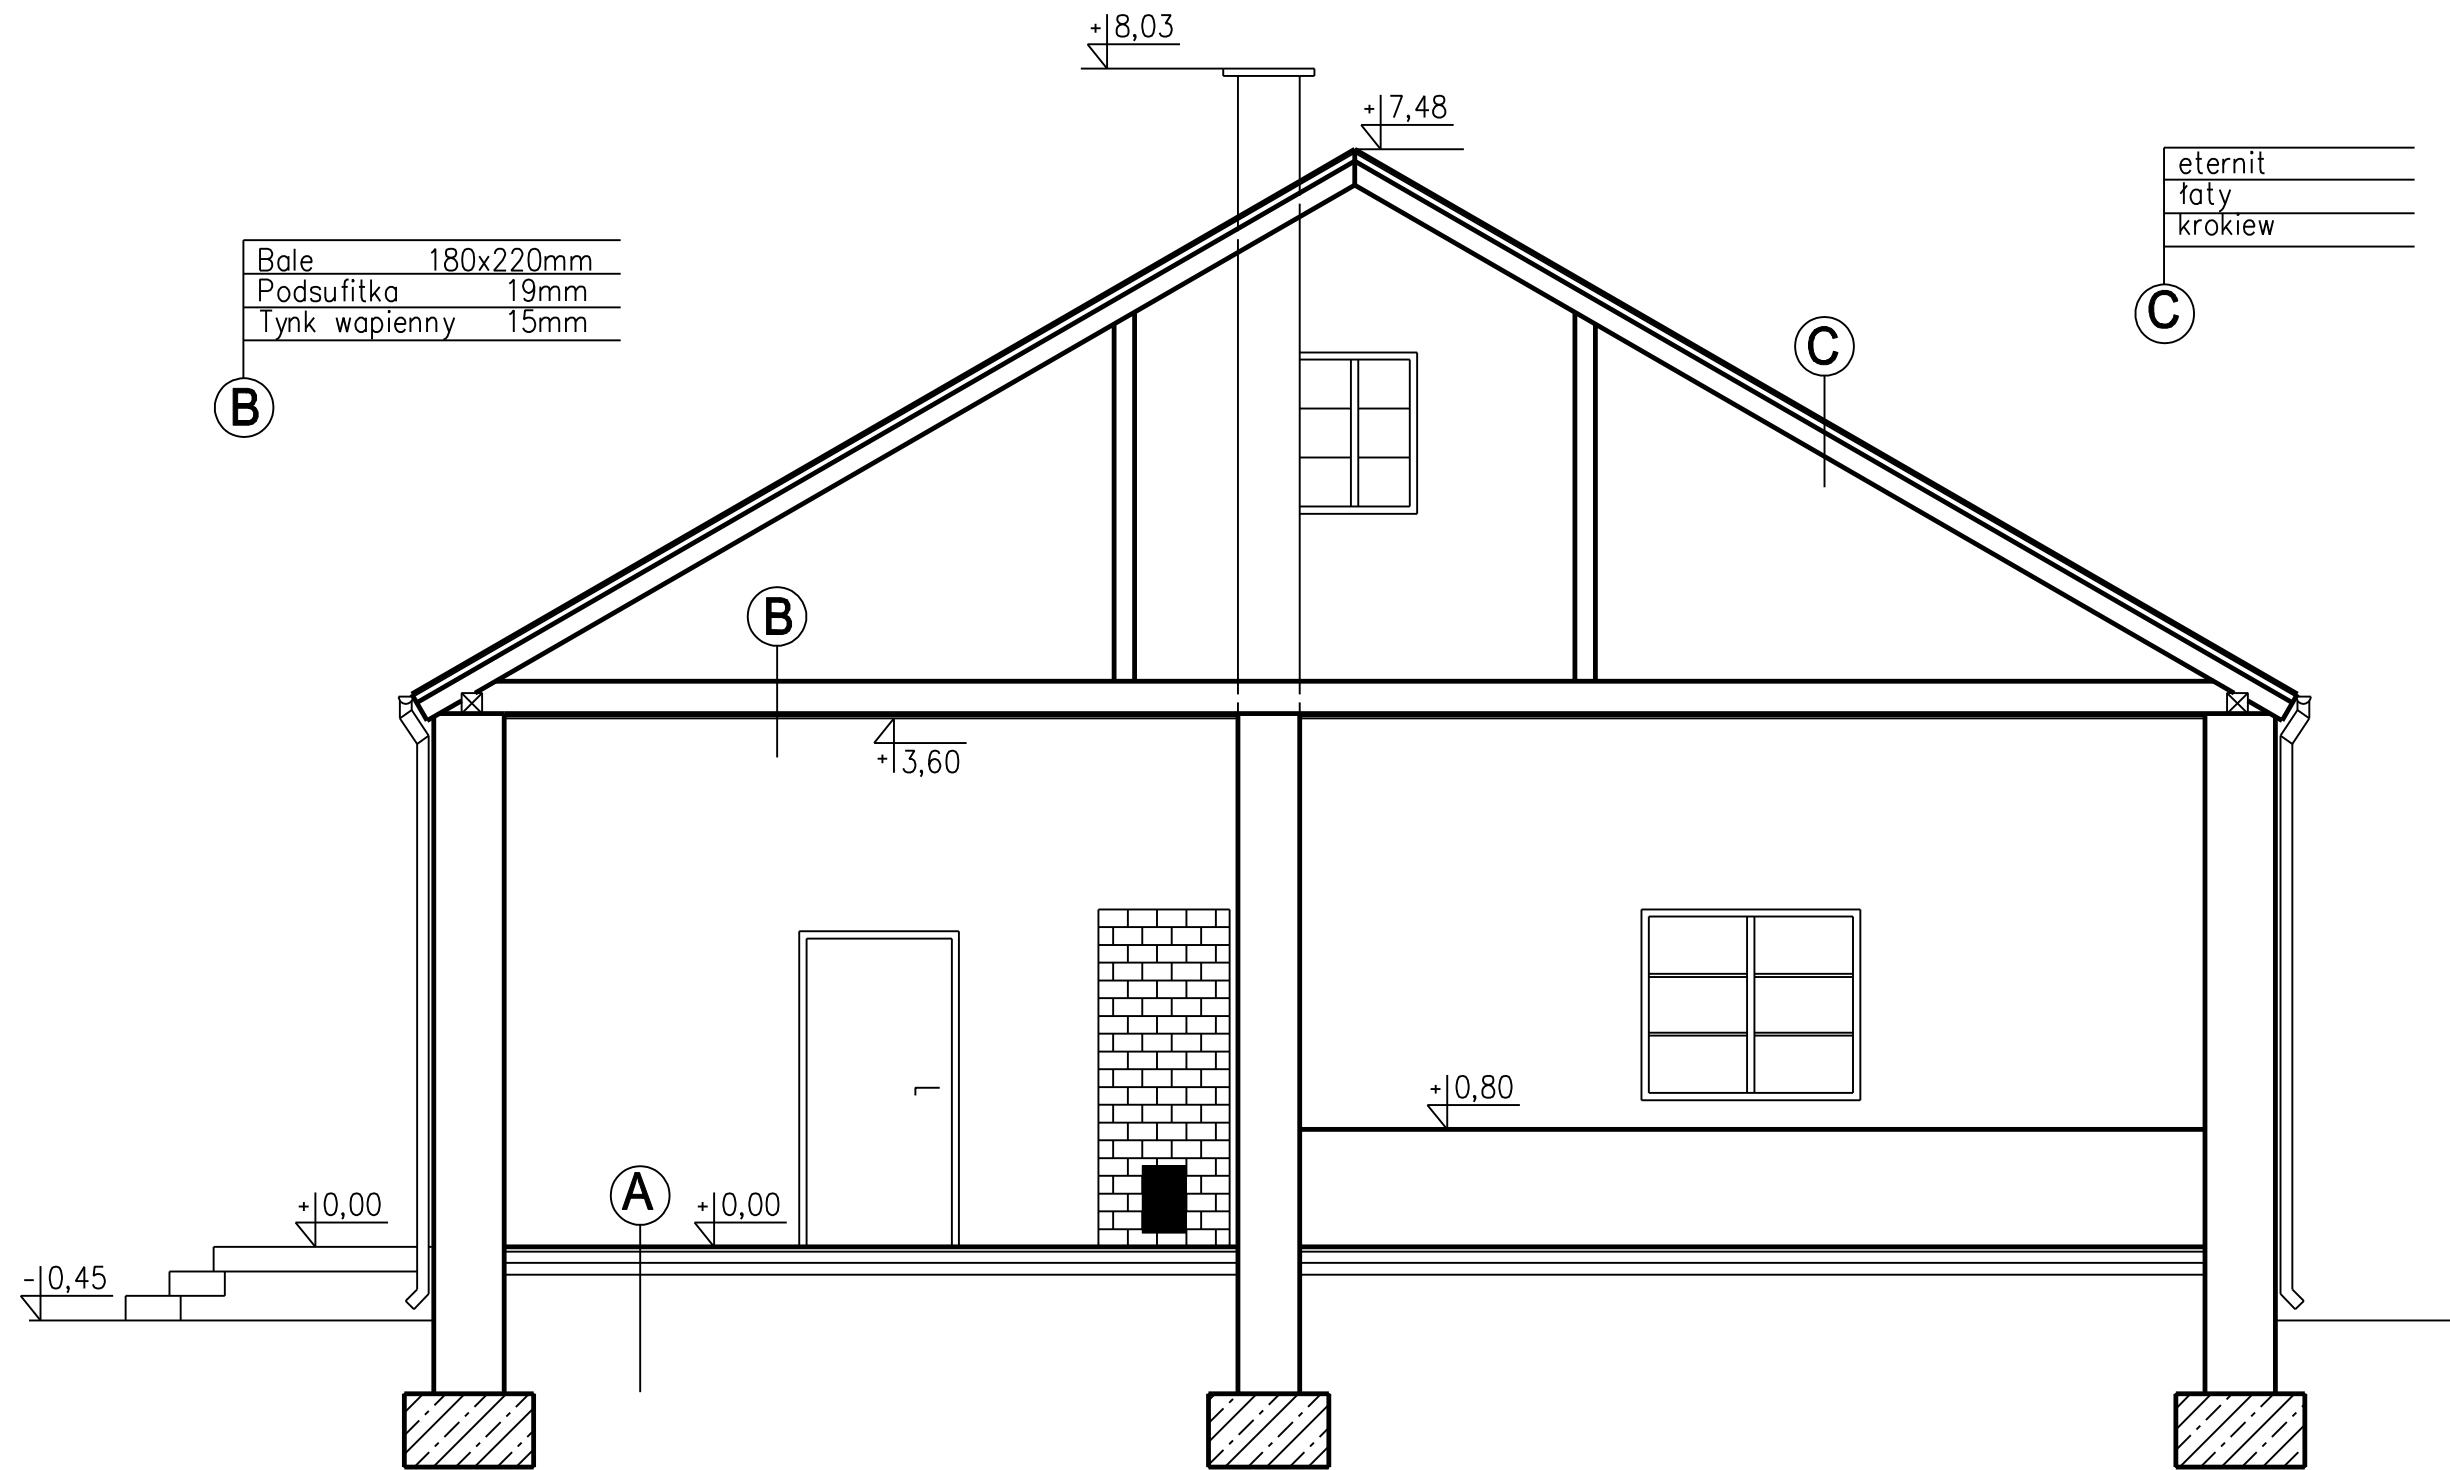 +8,03
+7,48
eternit
łaty
krokiew
C
Bale 180x220mm
Podsufitka 19mm
Tynk wapienny 15mm
B
C
B
+3,60
+0,80
A
+0,00
+0,00
-0,45